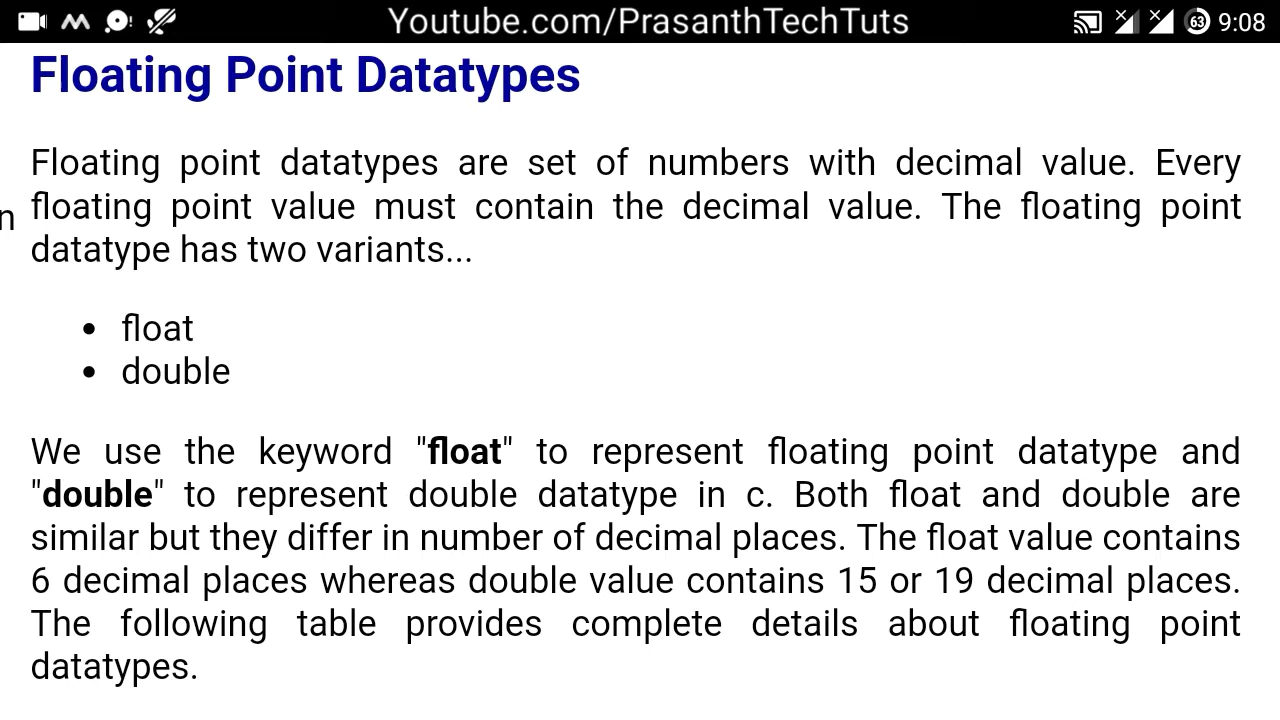 Youtube.com/PrasanthTechTuts
63 9:08
Floating Point Datatypes
Floating point datatypes are set of numbers with decimal value. Every
n floating point value must contain the decimal value. The floating point
datatype has two variants...
• float
• double
We use the keyword "float" to represent floating point datatype and
"double" to represent double datatype in c. Both float and double are
similar but they differ in number of decimal places. The float value contains
6 decimal places whereas double value contains 15 or 19 decimal places.
The following table provides complete details about floating point
datatypes.